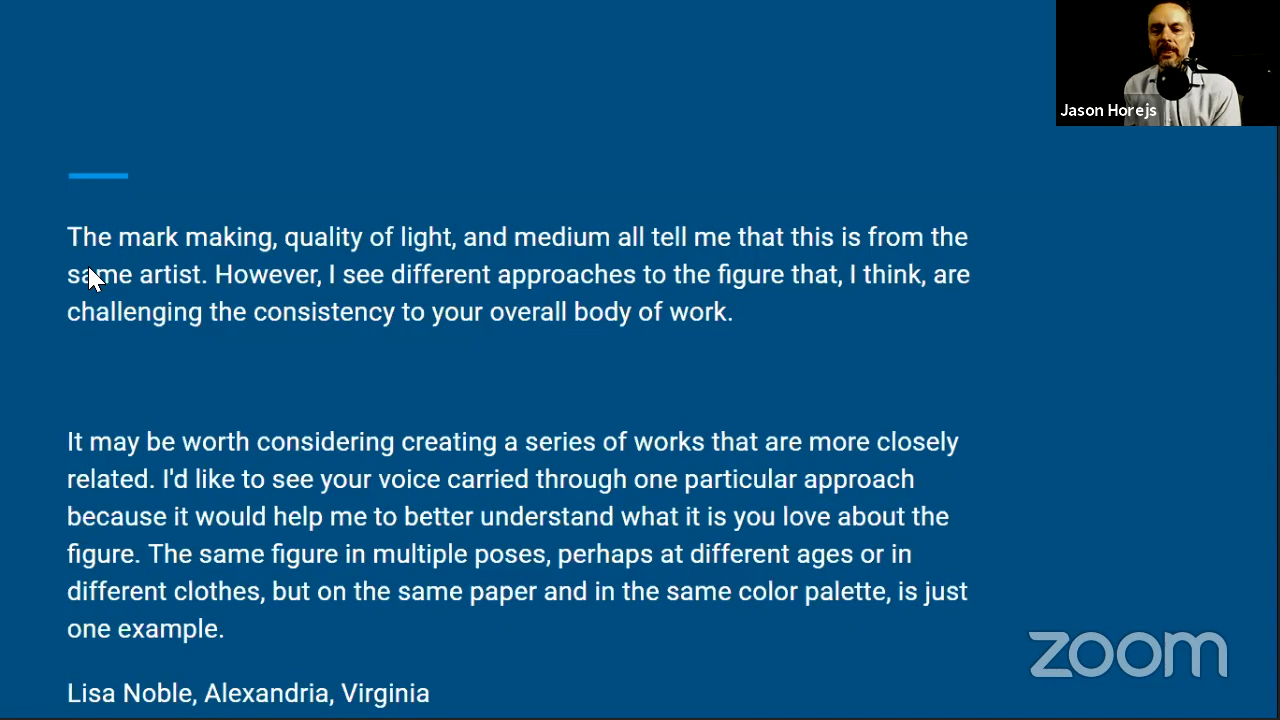 Jason Horejs
The mark making, quality of light, and medium all tell me that this is from the
same artist. However, I see different approaches to the figure that, I think, are
challenging the consistency to your overall body of work.
It may be worth considering creating a series of works that are more closely
related. I'd like to see your voice carried through one particular approach
because it would help me to better understand what it is you love about the
figure. The same figure in multiple poses, perhaps at different ages or in
different clothes, but on the same paper and in the same color palette, is just
one example.
zoom
Lisa Noble, Alexandria, Virginia